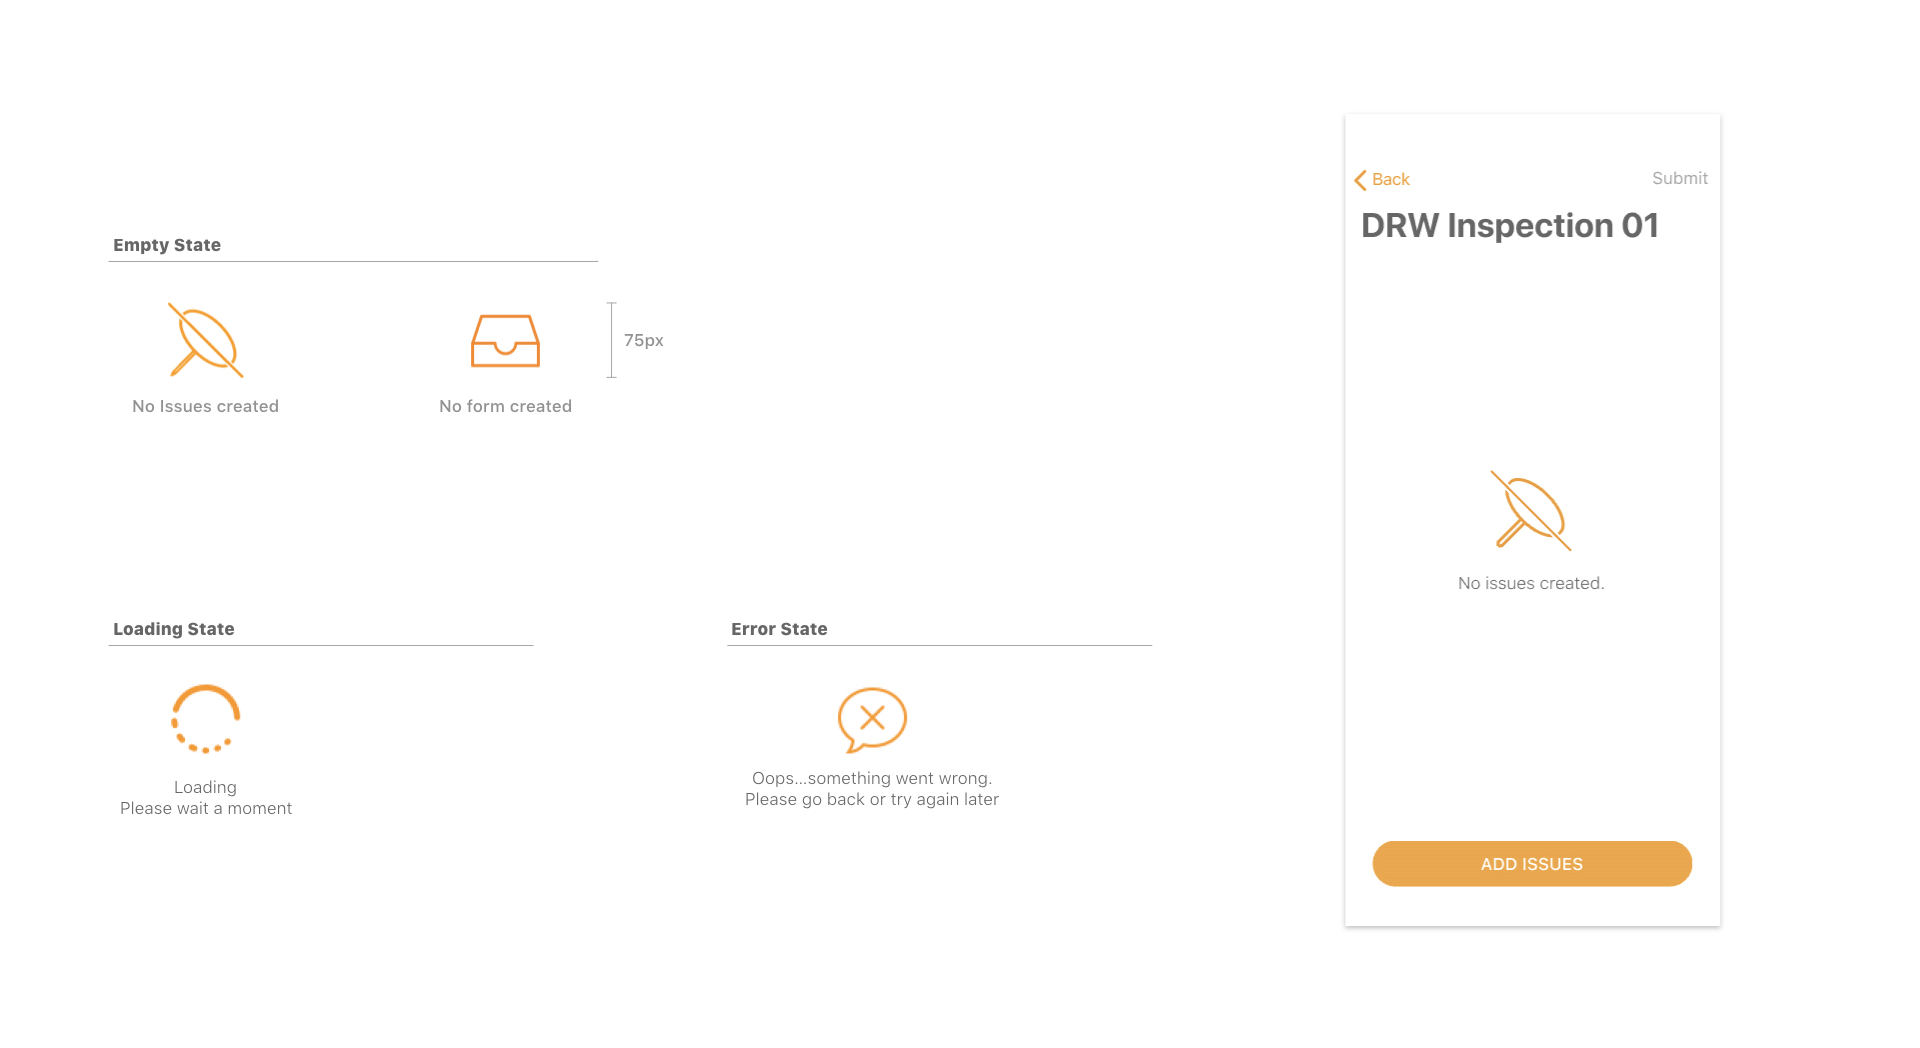 Empty State
No Issues created
No form created
75px
Loading State
Loading
Please wait a moment
Error State
Oops...something went wrong.
Please go back or try again later
Back
Submit
DRW Inspection 01
No issues created.
ADD ISSUES